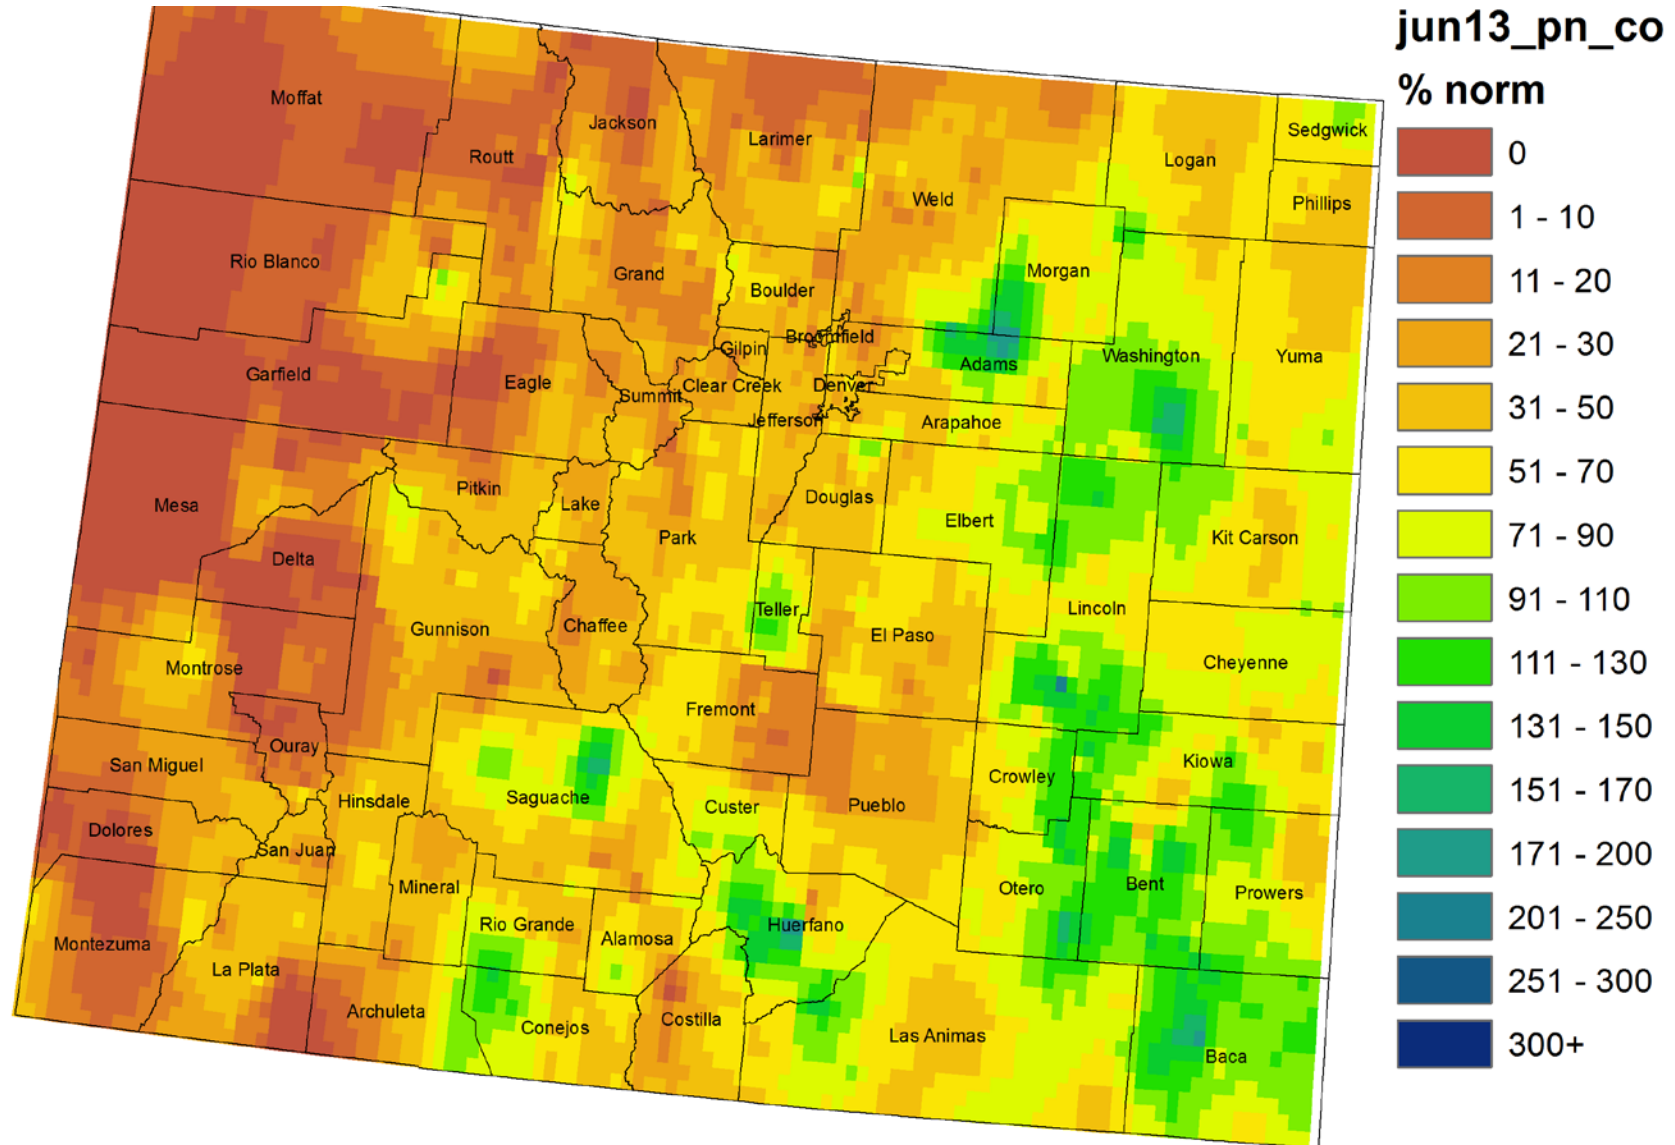 jun13_pn_co
% norm
0
1 - 10
11 - 20
21 - 30
31 - 50
51 - 70
71 - 90
91 - 110
111 - 130
131 - 150
151 - 170
171 - 200
201 - 250
251 - 300
300+
Moffat
Jackson
Routt
Larimer
Sedgwick
Logan
Weld
Phillips
Rio Blanco
Grand
Morgan
Boulder
Broomfield
Gilpin
Adams
Washington
Yuma
Garfield
Eagle
Summit
Clear Creek
Denver
Jefferson
Arapahoe
Mesa
Pitkin
Lake
Douglas
Elbert
Park
Kit Carson
Delta
Teller
Lincoln
Gunnison
Chaffee
El Paso
Montrose
Cheyenne
Fremont
Ouray
San Miguel
Kiowa
Crowley
Saguache
Hinsdale
Custer
Pueblo
Dolores
San Juan
Mineral
Otero
Bent
Prowers
Rio Grande
Alamosa
Huerfano
Montezuma
La Plata
Archuleta
Conejos
Costilla
Las Animas
Baca